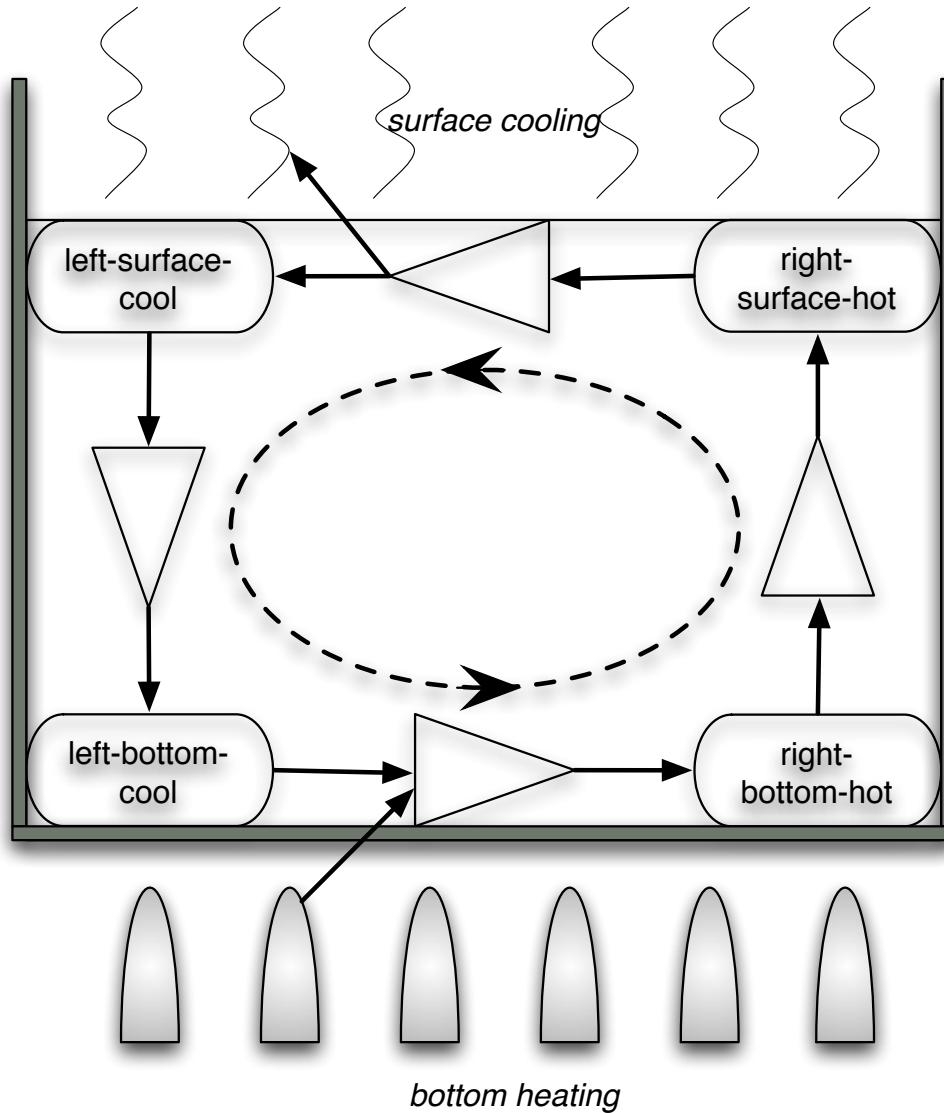 surface cooling
left-surface-
cool
right-
surface-hot
left-bottom-
cool
right-
bottom-hot
bottom heating